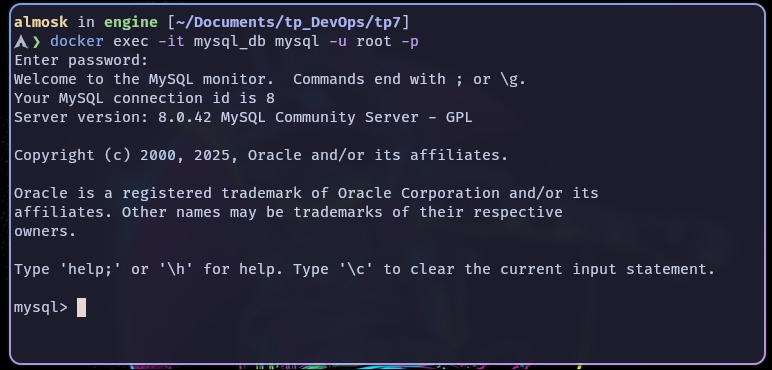 almosk in engine [~/Documents/tp_DevOps/tp7]
❯ docker exec -it mysql_db mysql -u root -p
Enter password:
Welcome to the MySQL monitor.  Commands end with ; or \g.
Your MySQL connection id is 8
Server version: 8.0.42 MySQL Community Server - GPL

Copyright (c) 2000, 2025, Oracle and/or its affiliates.

Oracle is a registered trademark of Oracle Corporation and/or its
affiliates. Other names may be trademarks of their respective
owners.

Type 'help;' or '\h' for help. Type '\c' to clear the current input statement.

mysql>